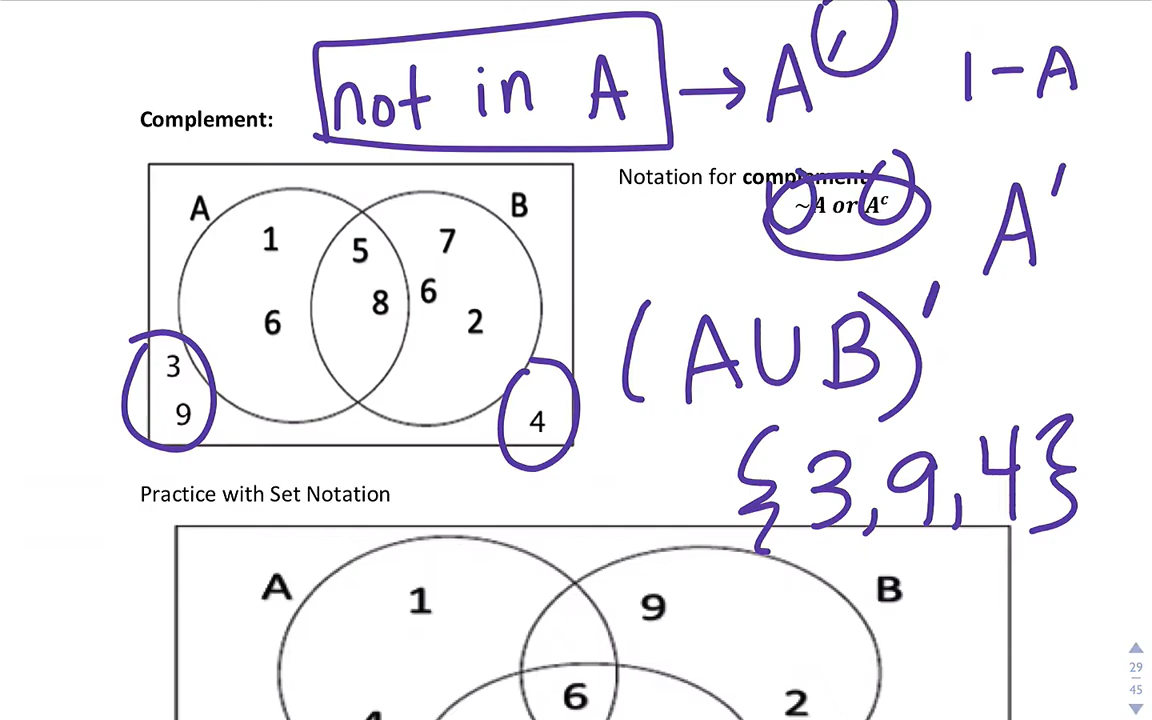 not in A → A′ 1 − A
Complement:
Notation for complement
~A or Aᶜ
A′
A B
1 5 7
8 6
6 2
3
9 4
(A∪B)′
{3,9,4}
Practice with Set Notation
A B
1 9
6 2
29
45